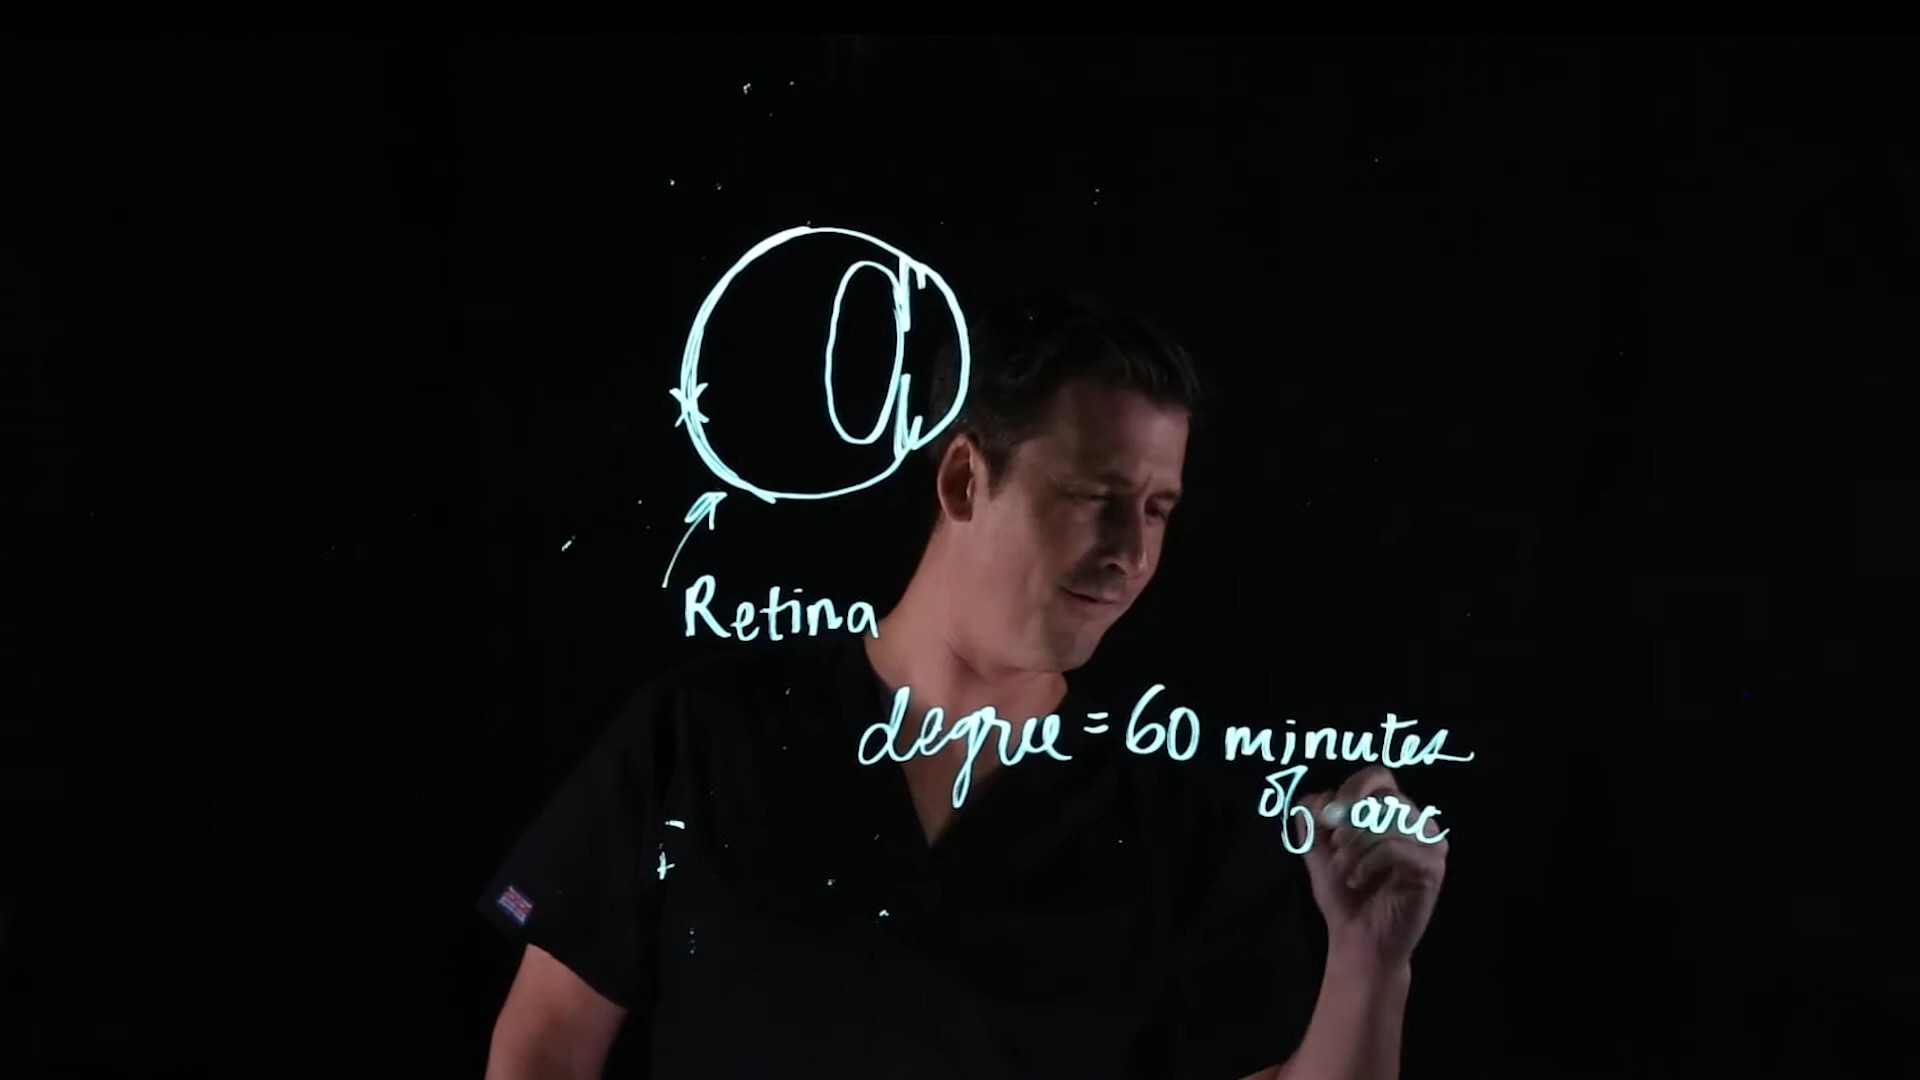 Retina
degree = 60 minutes
of arc